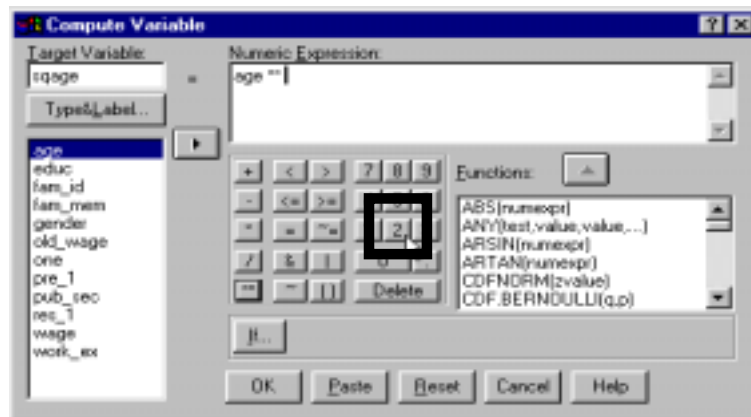 Compute Variable
Target Variable:
sqage
=
Numeric Expression:
age **
Type&Label...
age
educ
fam_id
fam_mem
gender
old_wage
one
pre_1
pub_sec
res_1
wage
work_ex
+ < > 7 8 9
- <= >=
* = ~= 2
/ & | 0 .
** ~ () Delete
Functions:
ABS(numexpr)
ANY(test,value,value,...)
ARSIN(numexpr)
ARTAN(numexpr)
CDFNORM(zvalue)
CDF.BERNOULLI(q,p)
If...
OK Paste Reset Cancel Help